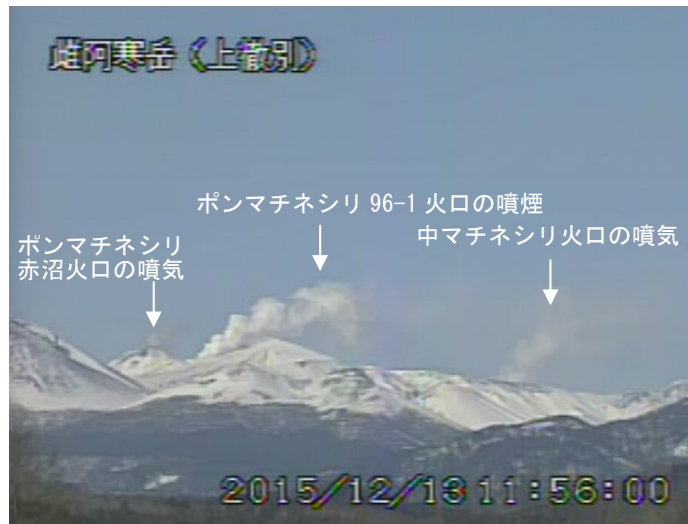 雌阿寒岳（上徹別）
ポンマチネシリ 96-1 火口の噴煙
中マチネシリ火口の噴気
ポンマチネシリ
赤沼火口の噴気
2015/12/13 11:56:00